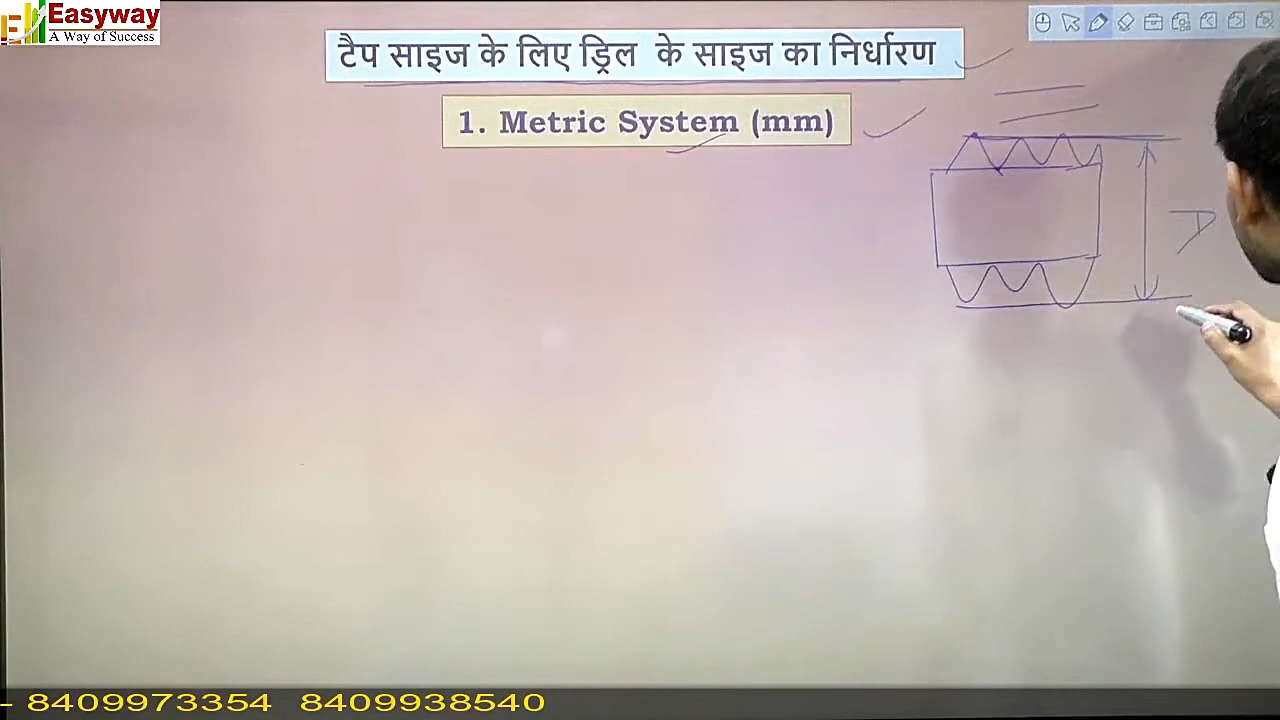 Easyway
A Way of Success
टैप साइज के लिए ड्रिल के साइज का निर्धारण
1. Metric System (mm)
D
- 8409973354 8409938540